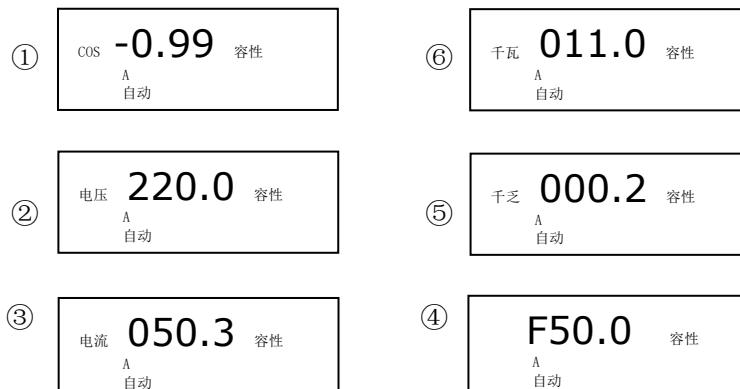 ① COS -0.99 容性
A
自动
⑥ 千瓦 011.0 容性
A
自动
② 电压 220.0 容性
A
自动
⑤ 千乏 000.2 容性
A
自动
③ 电流 050.3 容性
A
自动
④ F50.0 容性
A
自动